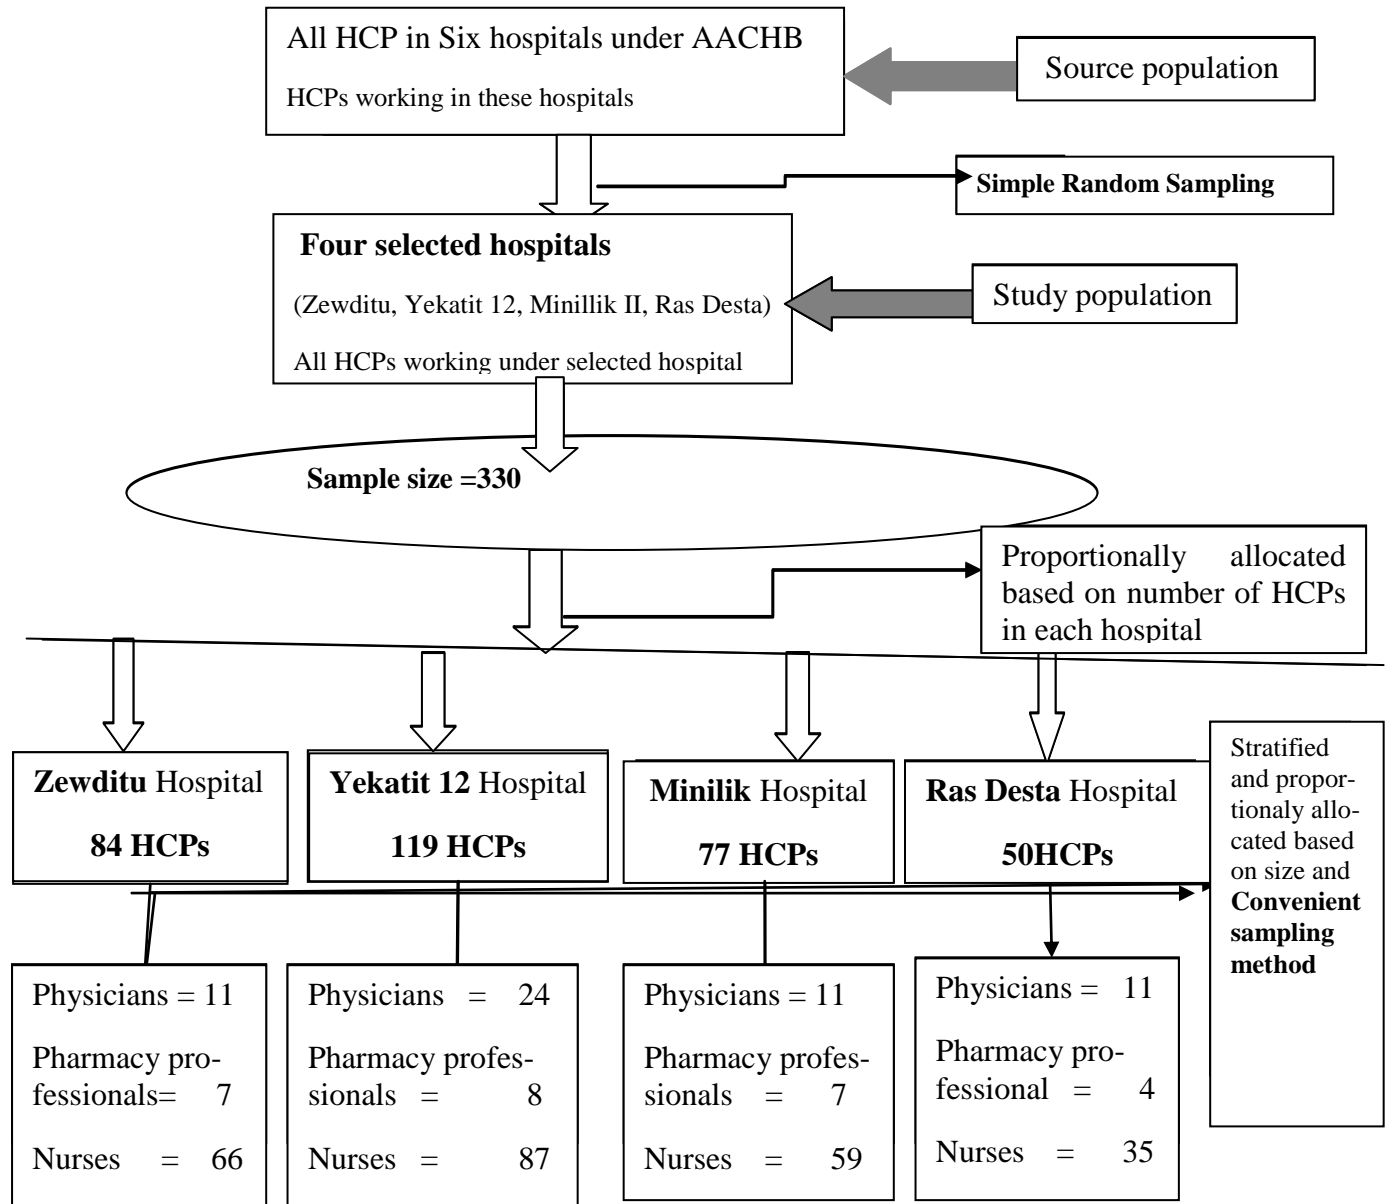 All HCP in Six hospitals under AACHB
HCPs working in these hospitals
Source population
Simple Random Sampling
Four selected hospitals
(Zewditu, Yekatit 12, Minillik II, Ras Desta)
All HCPs working under selected hospital
Study population
Sample size =330
Proportionally allocated
based on number of HCPs
in each hospital
Zewditu Hospital
84 HCPs
Yekatit 12 Hospital
119 HCPs
Minilik Hospital
77 HCPs
Ras Desta Hospital
50HCPs
Stratified
and propor-
tionaly allo-
cated based
on size and
Convenient
sampling
method
Physicians = 11
Pharmacy pro-
fessionals= 7
Nurses = 66
Physicians = 24
Pharmacy profes-
sionals = 8
Nurses = 87
Physicians = 11
Pharmacy profes-
sionals = 7
Nurses = 59
Physicians = 11
Pharmacy pro-
fessional = 4
Nurses = 35